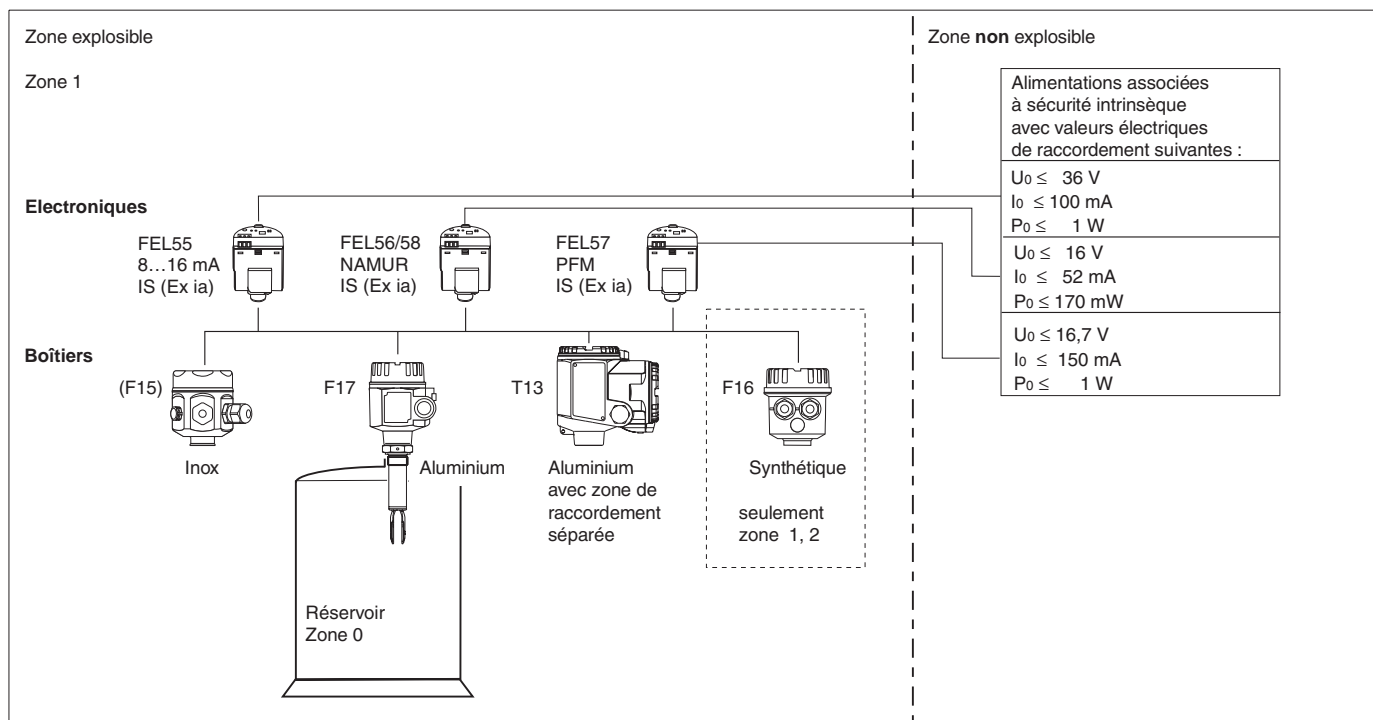 Zone explosible
Zone non explosible
Zone 1
Alimentations associées
à sécurité intrinsèque
avec valeurs électriques
de raccordement suivantes :
U0 ≤ 36 V
I0 ≤ 100 mA
P0 ≤ 1 W
U0 ≤ 16 V
I0 ≤ 52 mA
P0 ≤ 170 mW
U0 ≤ 16,7 V
I0 ≤ 150 mA
P0 ≤ 1 W
Electroniques
FEL55
8...16 mA
IS (Ex ia)
FEL56/58
NAMUR
IS (Ex ia)
FEL57
PFM
IS (Ex ia)
Boîtiers
(F15)
Inox
F17
Aluminium
T13
Aluminium
avec zone de
raccordement
séparée
F16
Synthétique
seulement
zone 1, 2
Réservoir
Zone 0